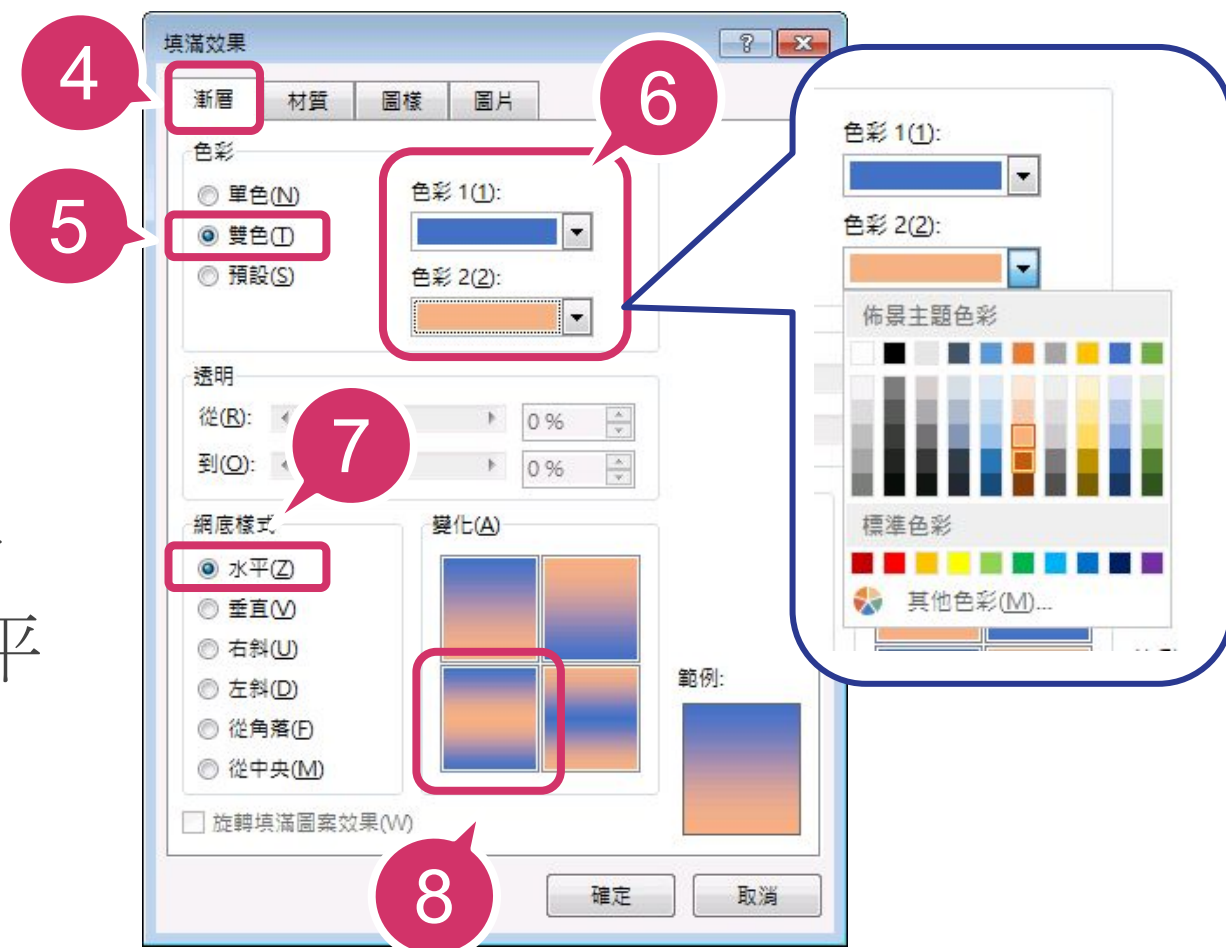 填滿效果
4
漸層 材質 圖樣 圖片
6
色彩
單色(N)
5
雙色(T)
預設(S)
色彩 1(1):
色彩 2(2):
透明
從(R): 0 %
到(O): 0 %
7
網底樣式
水平(Z)
垂直(V)
右斜(U)
左斜(D)
從角落(F)
從中央(M)
變化(A)
範例:
旋轉填滿圖案效果(W)
8
確定 取消
平
色彩 1(1):
色彩 2(2):
佈景主題色彩
標準色彩
其他色彩(M)...